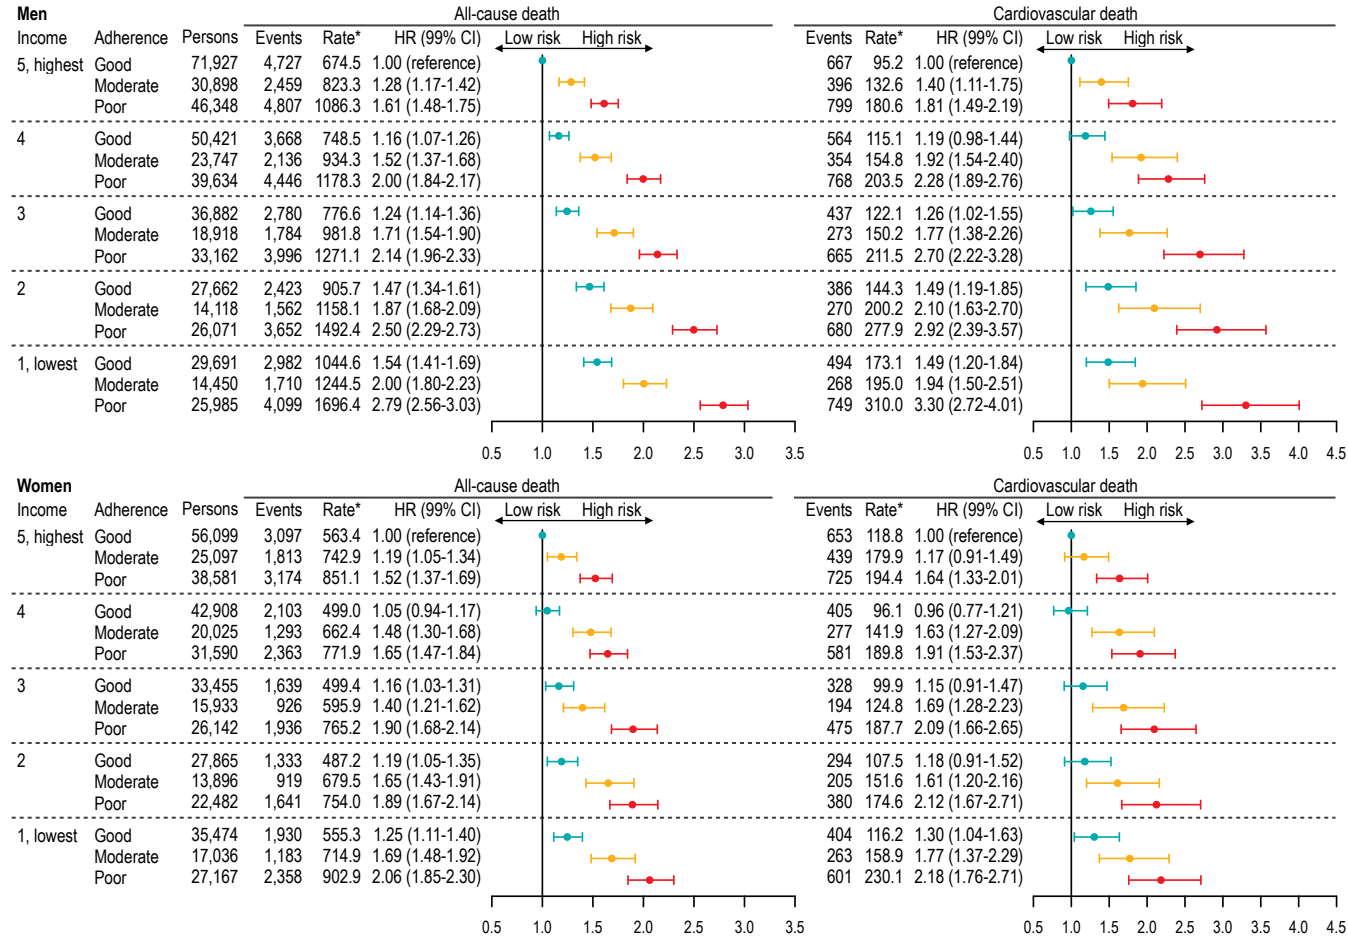 Men All-cause death Cardiovascular death
Income Adherence Persons Events Rate* HR (99% CI) Low risk High risk Events Rate* HR (99% CI) Low risk High risk
5, highest Good 71,927 4,727 674.5 1.00 (reference) 667 95.2 1.00 (reference)
Moderate 30,898 2,459 823.3 1.28 (1.17-1.42) 396 132.6 1.40 (1.11-1.75)
Poor 46,348 4,807 1086.3 1.61 (1.48-1.75) 799 180.6 1.81 (1.49-2.19)
4 Good 50,421 3,668 748.5 1.16 (1.07-1.26) 564 115.1 1.19 (0.98-1.44)
Moderate 23,747 2,136 934.3 1.52 (1.37-1.68) 354 154.8 1.92 (1.54-2.40)
Poor 39,634 4,446 1178.3 2.00 (1.84-2.17) 768 203.5 2.28 (1.89-2.76)
3 Good 36,882 2,780 776.6 1.24 (1.14-1.36) 437 122.1 1.26 (1.02-1.55)
Moderate 18,918 1,784 981.8 1.71 (1.54-1.90) 273 150.2 1.77 (1.38-2.26)
Poor 33,162 3,996 1271.1 2.14 (1.96-2.33) 665 211.5 2.70 (2.22-3.28)
2 Good 27,662 2,423 905.7 1.47 (1.34-1.61) 386 144.3 1.49 (1.19-1.85)
Moderate 14,118 1,562 1158.1 1.87 (1.68-2.09) 270 200.2 2.10 (1.63-2.70)
Poor 26,071 3,652 1492.4 2.50 (2.29-2.73) 680 277.9 2.92 (2.39-3.57)
1, lowest Good 29,691 2,982 1044.6 1.54 (1.41-1.69) 494 173.1 1.49 (1.20-1.84)
Moderate 14,450 1,710 1244.5 2.00 (1.80-2.23) 268 195.0 1.94 (1.50-2.51)
Poor 25,985 4,099 1696.4 2.79 (2.56-3.03) 749 310.0 3.30 (2.72-4.01)
0.5 1.0 1.5 2.0 2.5 3.0 3.5 0.5 1.0 1.5 2.0 2.5 3.0 3.5 4.0 4.5
Women All-cause death Cardiovascular death
Income Adherence Persons Events Rate* HR (99% CI) Low risk High risk Events Rate* HR (99% CI) Low risk High risk
5, highest Good 56,099 3,097 563.4 1.00 (reference) 653 118.8 1.00 (reference)
Moderate 25,097 1,813 742.9 1.19 (1.05-1.34) 439 179.9 1.17 (0.91-1.49)
Poor 38,581 3,174 851.1 1.52 (1.37-1.69) 725 194.4 1.64 (1.33-2.01)
4 Good 42,908 2,103 499.0 1.05 (0.94-1.17) 405 96.1 0.96 (0.77-1.21)
Moderate 20,025 1,293 662.4 1.48 (1.30-1.68) 277 141.9 1.63 (1.27-2.09)
Poor 31,590 2,363 771.9 1.65 (1.47-1.84) 581 189.8 1.91 (1.53-2.37)
3 Good 33,455 1,639 499.4 1.16 (1.03-1.31) 328 99.9 1.15 (0.91-1.47)
Moderate 15,933 926 595.9 1.40 (1.21-1.62) 194 124.8 1.69 (1.28-2.23)
Poor 26,142 1,936 765.2 1.90 (1.68-2.14) 475 187.7 2.09 (1.66-2.65)
2 Good 27,865 1,333 487.2 1.19 (1.05-1.35) 294 107.5 1.18 (0.91-1.52)
Moderate 13,896 919 679.5 1.65 (1.43-1.91) 205 151.6 1.61 (1.20-2.16)
Poor 22,482 1,641 754.0 1.89 (1.67-2.14) 380 174.6 2.12 (1.67-2.71)
1, lowest Good 35,474 1,930 555.3 1.25 (1.11-1.40) 404 116.2 1.30 (1.04-1.63)
Moderate 17,036 1,183 714.9 1.69 (1.48-1.92) 263 158.9 1.77 (1.37-2.29)
Poor 27,167 2,358 902.9 2.06 (1.85-2.30) 601 230.1 2.18 (1.76-2.71)
0.5 1.0 1.5 2.0 2.5 3.0 3.5 0.5 1.0 1.5 2.0 2.5 3.0 3.5 4.0 4.5